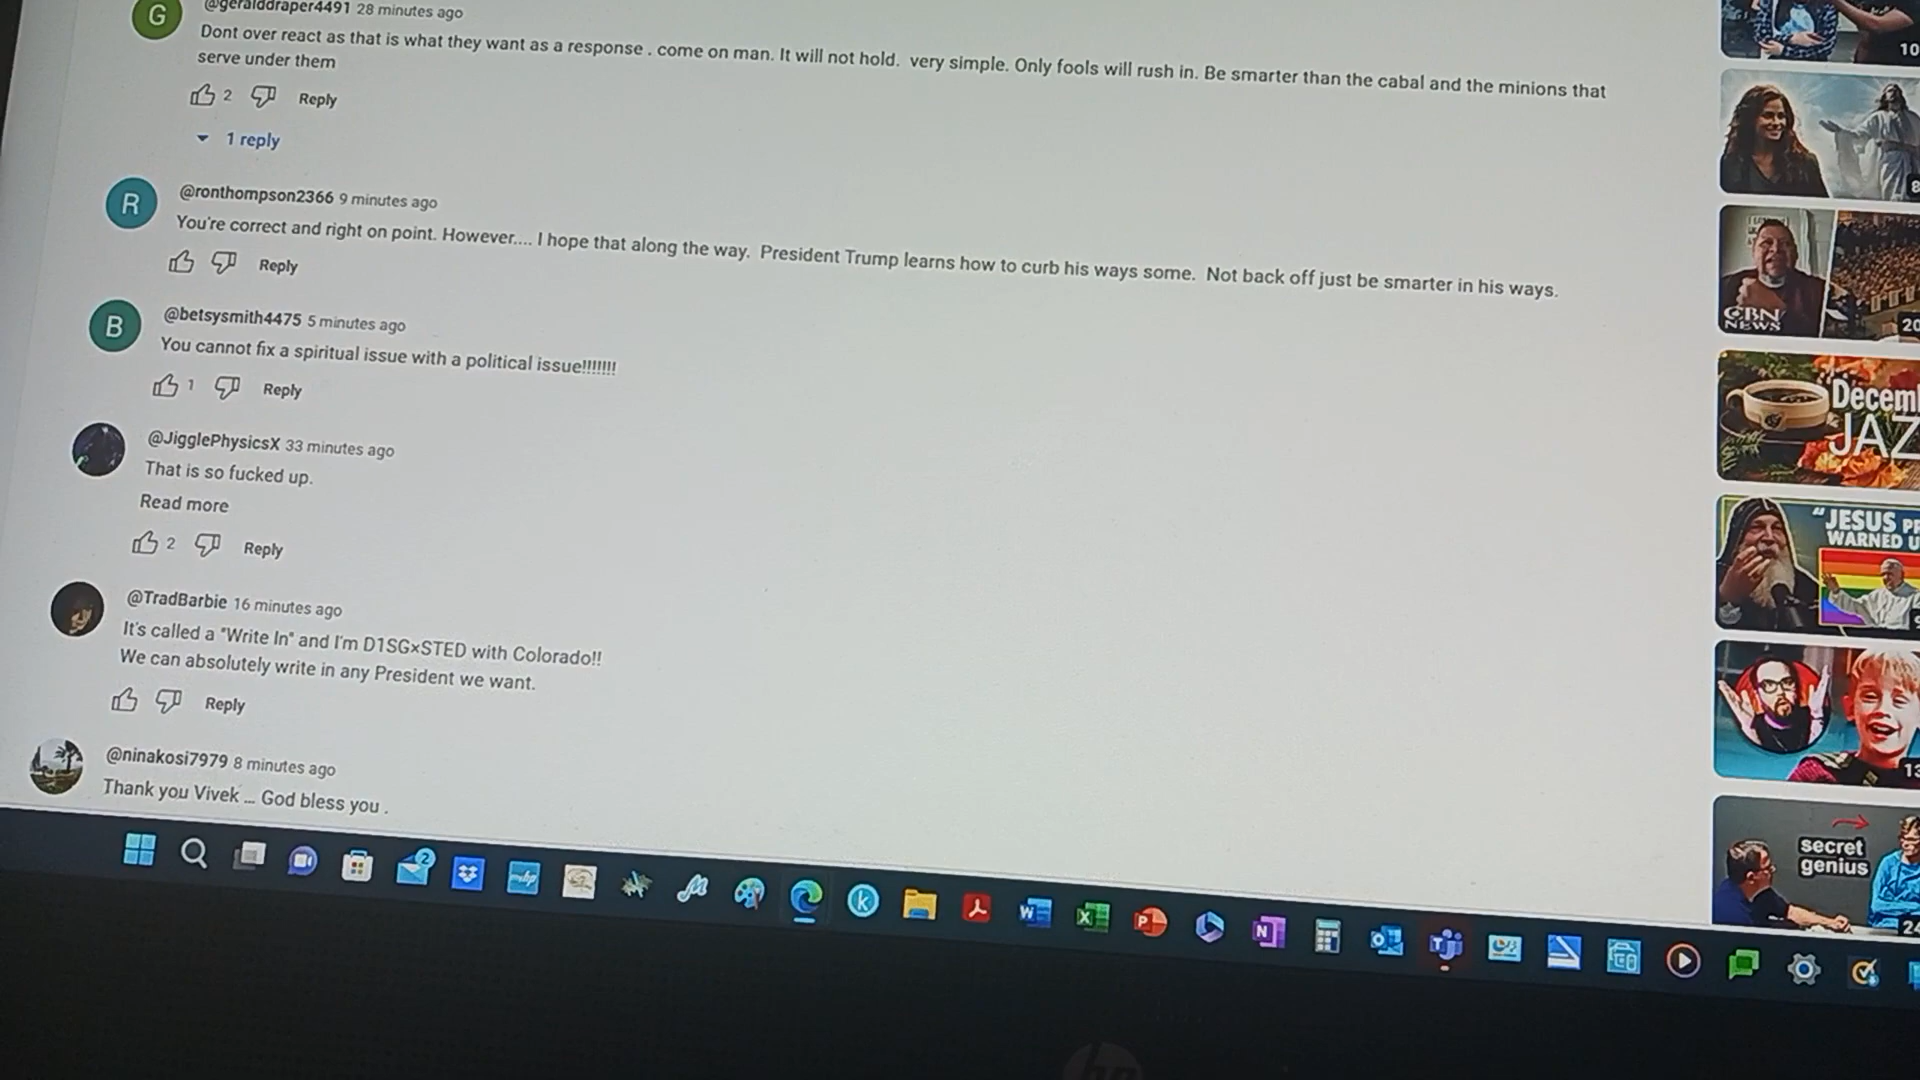 G
@geralddraper4491 28 minutes ago
Dont over react as that is what they want as a response . come on man. It will not hold. very simple. Only fools will rush in. Be smarter than the cabal and the minions that
serve under them
2 Reply
1 reply
R
@ronthompson2366 9 minutes ago
You're correct and right on point. However.... I hope that along the way. President Trump learns how to curb his ways some. Not back off just be smarter in his ways.
Reply
B
@betsysmith4475 5 minutes ago
You cannot fix a spiritual issue with a political issue!!!!!!!
1 Reply
@JigglePhysicsX 33 minutes ago
That is so fucked up.
Read more
2 Reply
@TradBarbie 16 minutes ago
It's called a "Write In" and I'm D1SG×STED with Colorado!!
We can absolutely write in any President we want.
Reply
@ninakosi7979 8 minutes ago
Thank you Vivek ... God bless you .
10
8
CBN
NEWS
20
Decem
JAZ
"JESUS PR
WARNED U
13
secret
genius
24
2
hp
k
W
X
P
N
O
T
hp